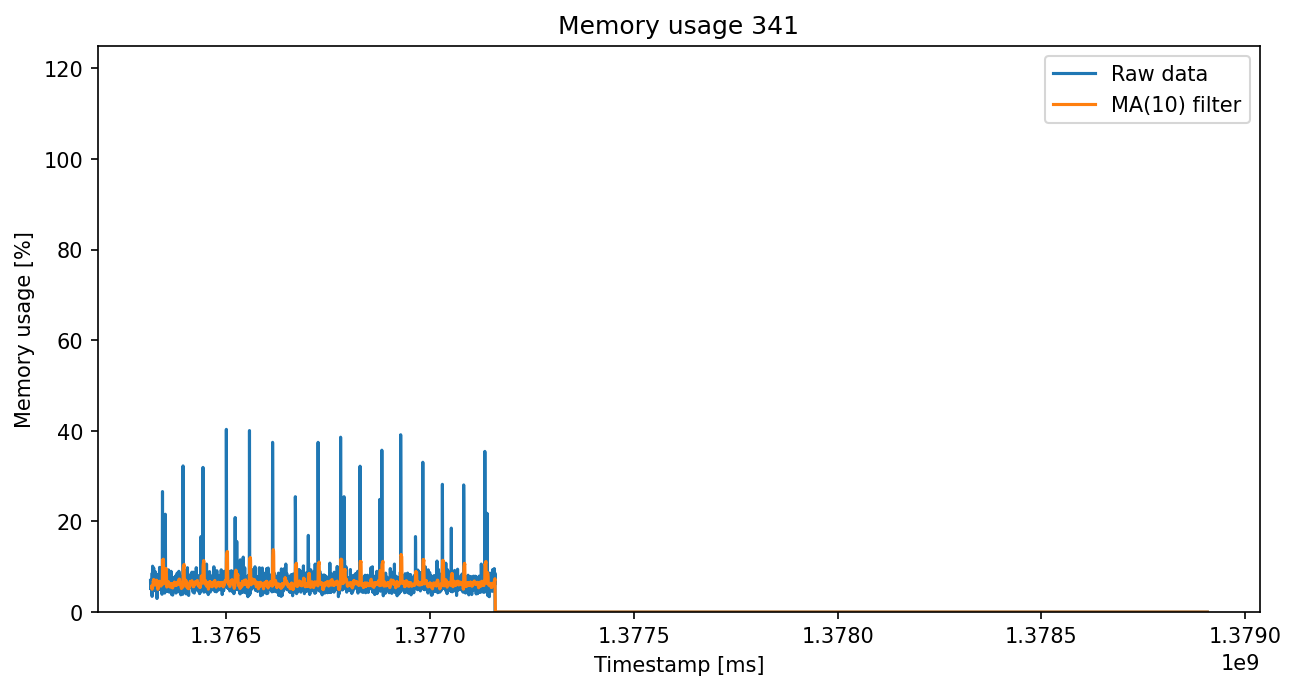 Memory usage 341
Raw data
MA(10) filter
Memory usage [%]
120
100
80
60
40
20
0
1.3765 1.3770 1.3775 1.3780 1.3785 1.3790
1e9
Timestamp [ms]